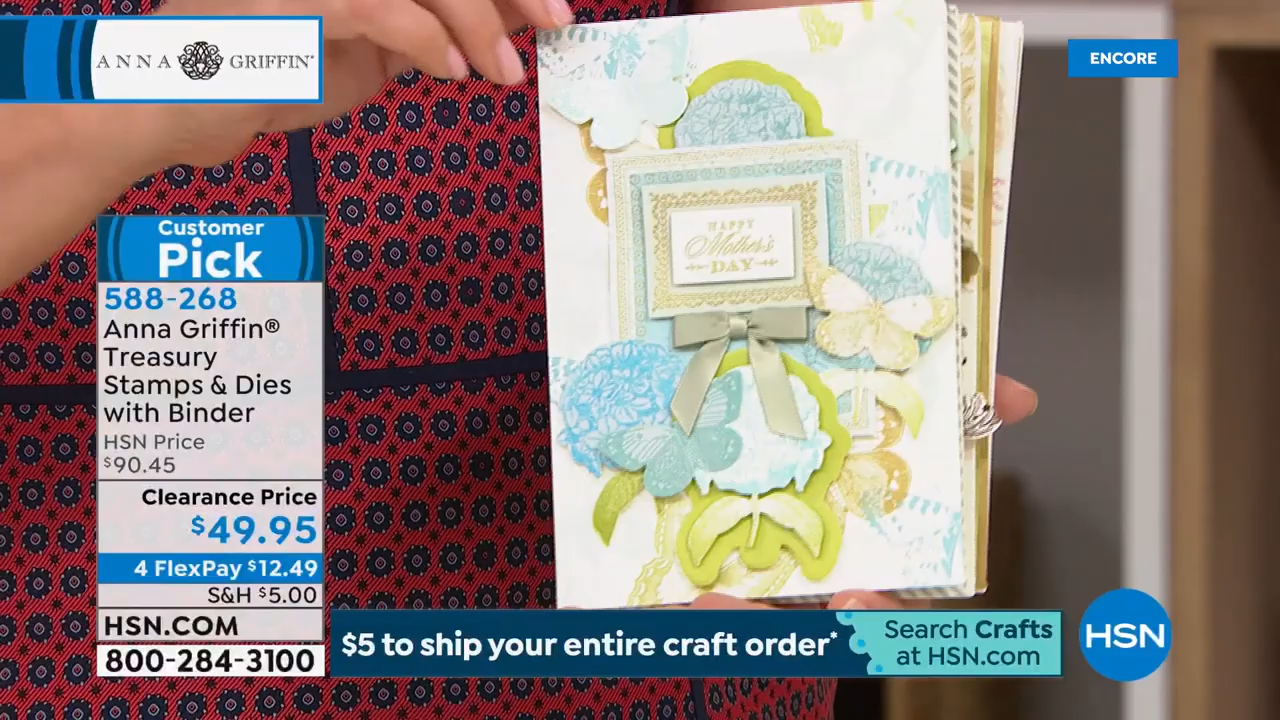 ANNA GRIFFIN®
ENCORE
Customer
Pick
588-268
Anna Griffin®
Treasury
Stamps & Dies
with Binder
HSN Price
$90.45
Clearance Price
$49.95
4 FlexPay $12.49
S&H $5.00
HSN.COM
800-284-3100
HAPPY
Mother's
DAY
$5 to ship your entire craft order*
Search Crafts
at HSN.com
HSN